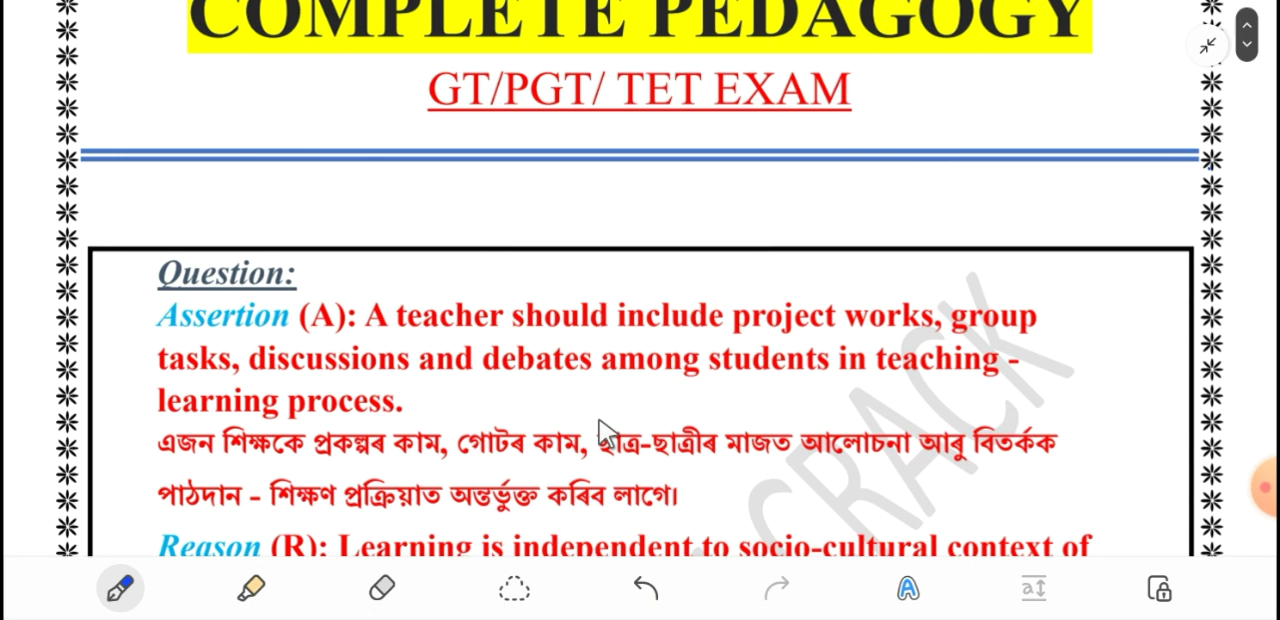 COMPLETE PEDAGOGY
GT/PGT/ TET EXAM
Question:
Assertion (A): A teacher should include project works, group
tasks, discussions and debates among students in teaching -
learning process.
এজন শিক্ষকে প্ৰকল্পৰ কাম, গোটৰ কাম, ছাত্ৰ-ছাত্ৰীৰ মাজত আলোচনা আৰু বিতৰ্কক
পাঠদান – শিক্ষণ প্ৰক্ৰিয়াত অন্তৰ্ভুক্ত কৰিব লাগে।
Reason (R): Learning is independent to socio-cultural context of
CRACK